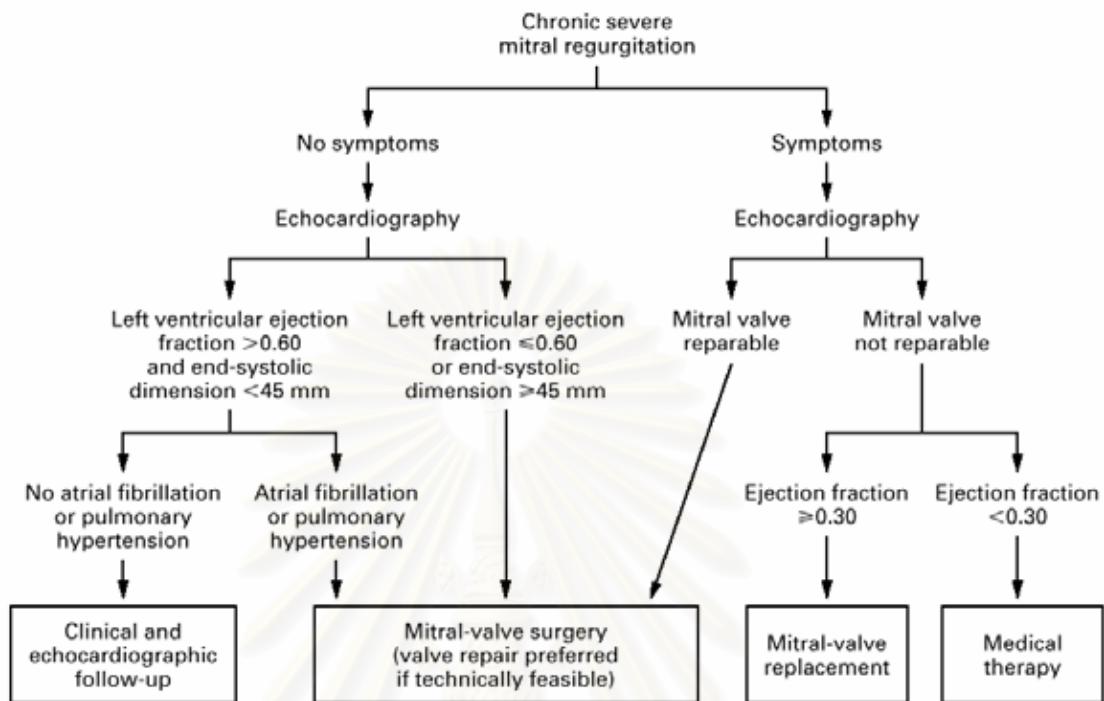 Chronic severe
mitral regurgitation
No symptoms
Symptoms
Echocardiography
Echocardiography
Left ventricular ejection
fraction >0.60
and end-systolic
dimension <45 mm
Left ventricular ejection
fraction ⩽0.60
or end-systolic
dimension ⩾45 mm
Mitral valve
reparable
Mitral valve
not reparable
No atrial fibrillation
or pulmonary
hypertension
Atrial fibrillation
or pulmonary
hypertension
Ejection fraction
⩾0.30
Ejection fraction
<0.30
Clinical and
echocardiographic
follow-up
Mitral-valve surgery
(valve repair preferred
if technically feasible)
Mitral-valve
replacement
Medical
therapy